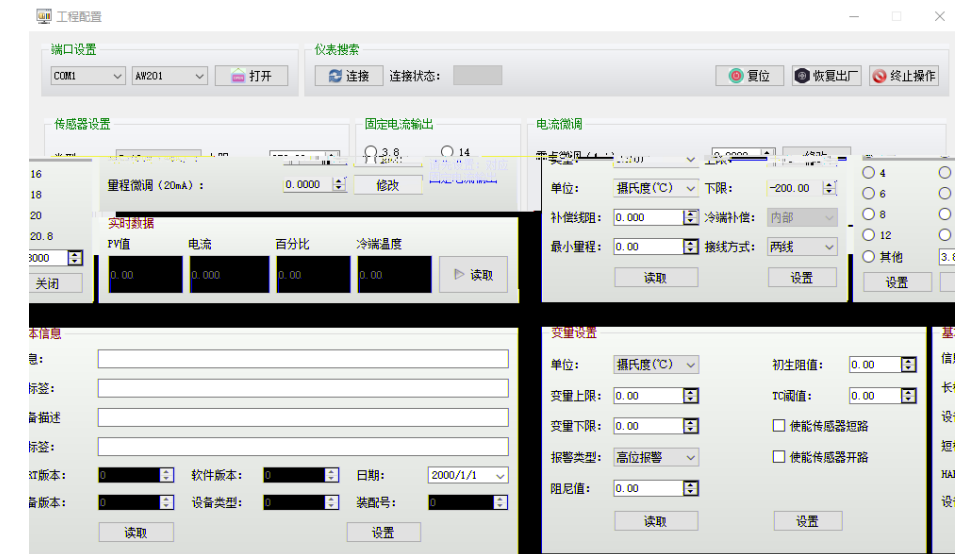 工程配置
端口设置
仪表搜索
COM1 AW201 打开 连接 连接状态: 复位 恢复出厂 终止操作
传感器设置 固定电流输出 电流微调
3.8 14
16 量程微调（20mA）: 0.0000 修改 单位: 摄氏度(℃) 下限: -200.00 4
18 6
20 实时数据 补偿线阻: 0.000 冷端补偿: 内部 8
20.8 PV值 电流 百分比 冷端温度 12
最小量程: 0.00 接线方式: 两线 其他
关闭 0.00 0.000 0.00 0.00 读取 读取 设置 设置
本信息 变量设置
单位: 摄氏度(℃) 初生阻值: 0.00
标签: 变量上限: 0.00 TC阈值: 0.00
备描述 变量下限: 0.00 使能传感器短路
标签: 报警类型: 高位报警 使能传感器开路
版本: 0 软件版本: 0 日期: 2000/1/1
备版本: 0 设备类型: 0 装配号: 0 阻尼值: 0.00
读取 设置 读取 设置